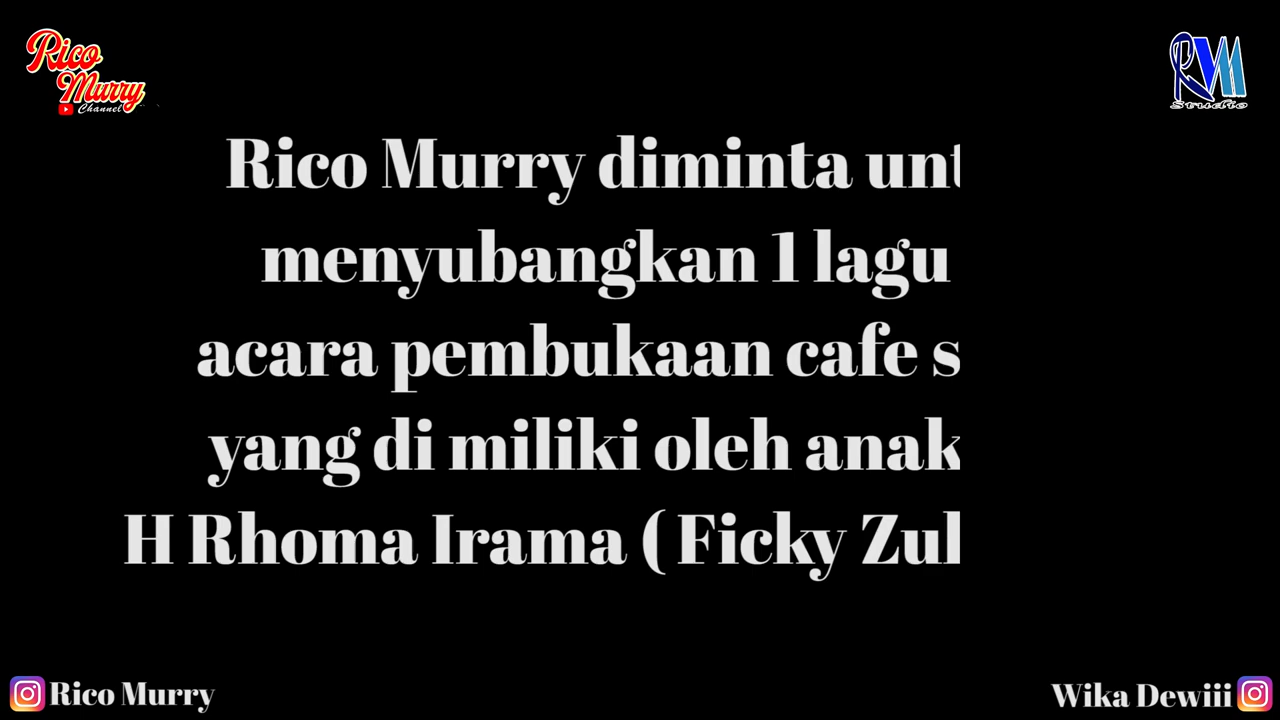 Rico
Murry
Channel
RM
Studio
Rico Murry diminta unt
menyubangkan 1 lagu
acara pembukaan cafe s
yang di miliki oleh anak
H Rhoma Irama ( Ficky Zul
Rico Murry
Wika Dewiii